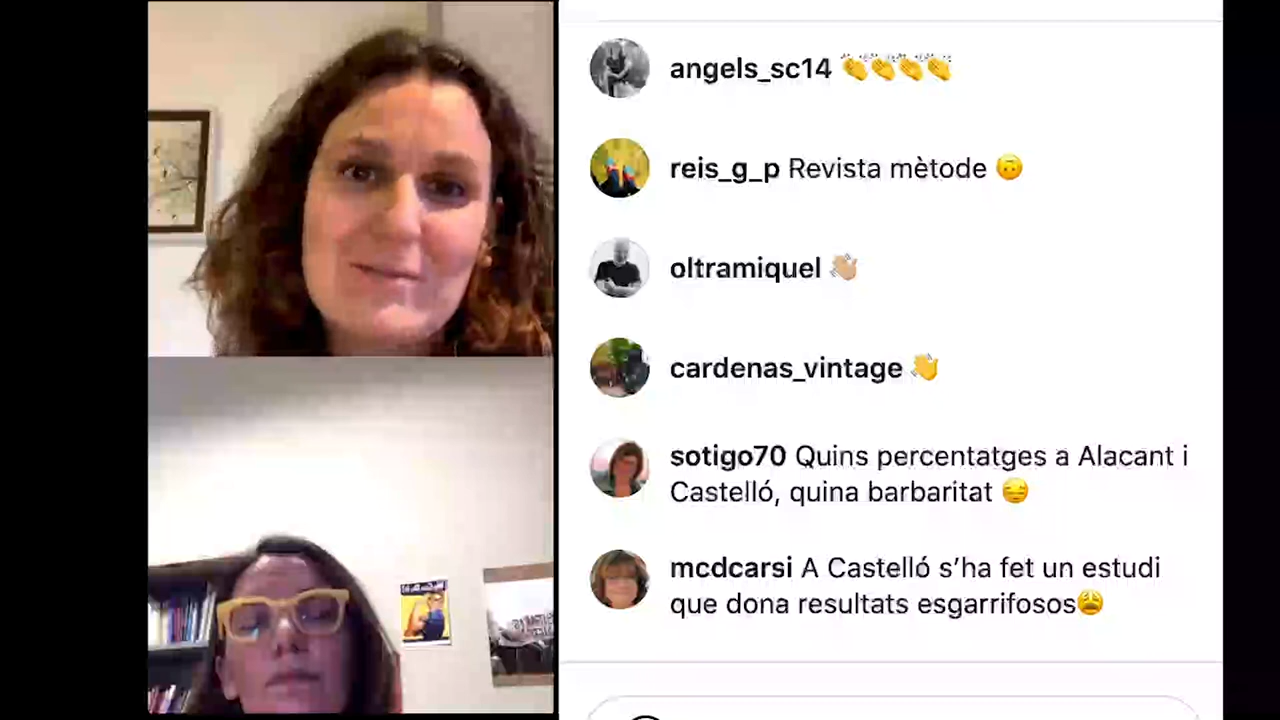 angels_sc14 👏👏👏👏
reis_g_p Revista mètode 🙃
oltramiquel 👋🏼
cardenas_vintage 👋
sotigo70 Quins percentatges a Alacant i
Castelló, quina barbaritat 😑
mcdcarsi A Castelló s’ha fet un estudi
que dona resultats esgarrifosos😩